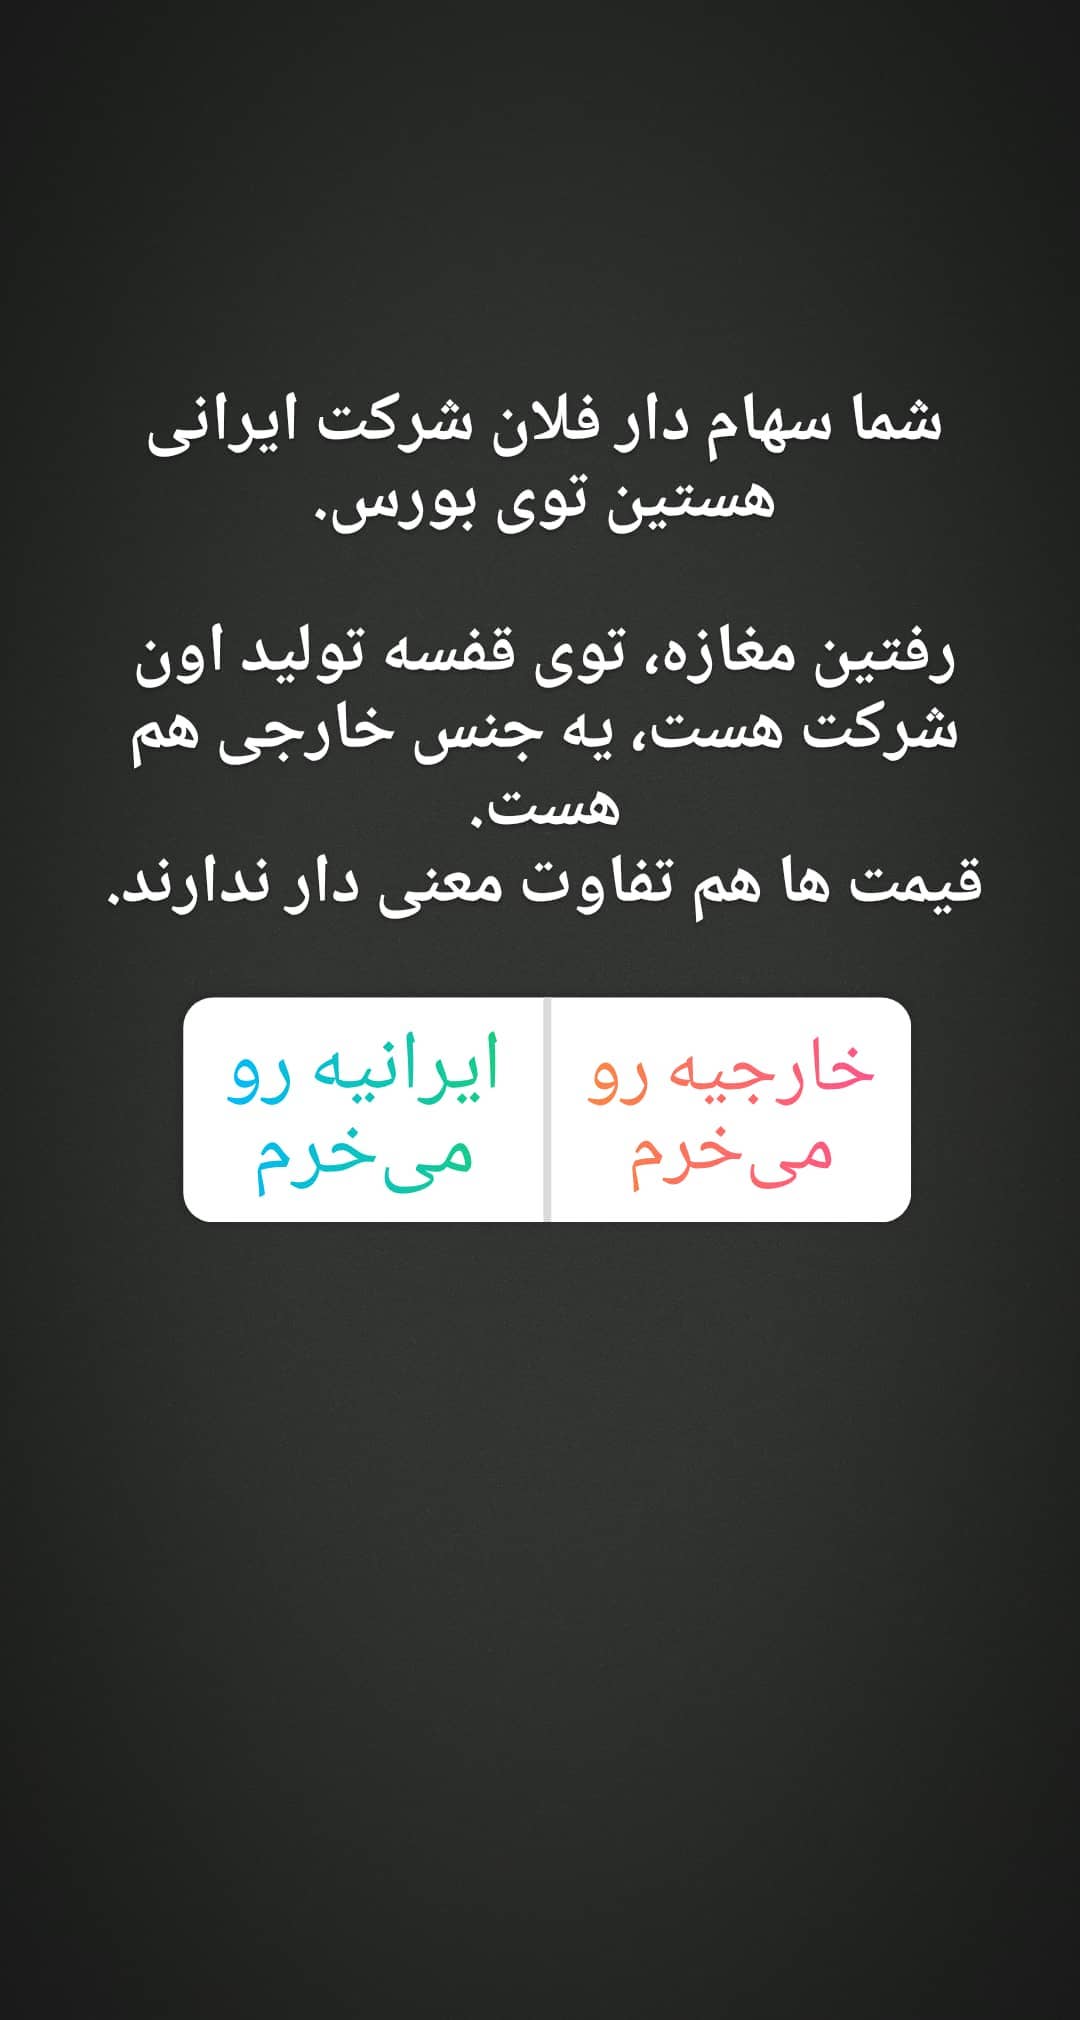 شما سهام دار فلان شرکت ایرانی
هستین توی بورس.
رفتین مغازه، توی قفسه تولید اون
شرکت هست، یه جنس خارجی هم
هست.
قیمت ها هم تفاوت معنی دار ندارند.
خارجیه رو
می‌خرم
ایرانیه رو
می‌خرم